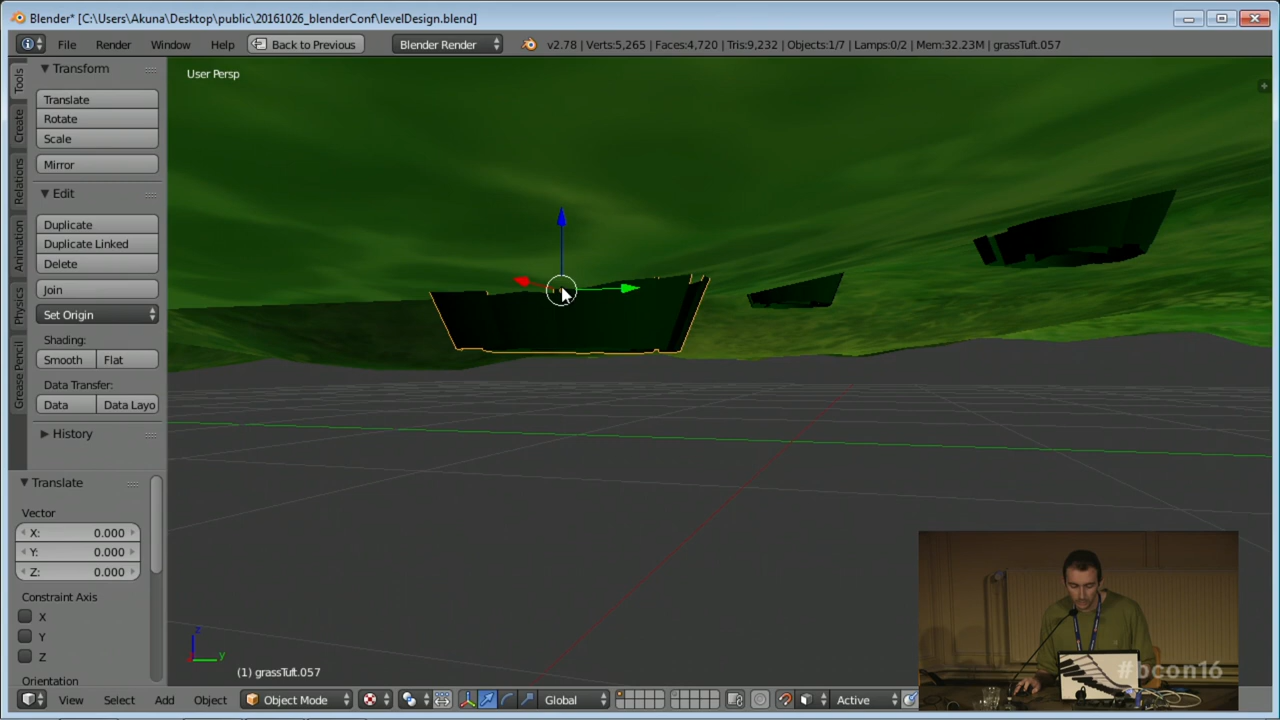 Blender* [C:\Users\Akuna\Desktop\public\20161026_blenderConf\levelDesign.blend]
File Render Window Help Back to Previous Blender Render v2.78 | Verts:5,265 | Faces:4,720 | Tris:9,232 | Objects:1/7 | Lamps:0/2 | Mem:32.23M | grassTuft.057
Tools
Create
Relations
Animation
Physics
Grease Pencil
Transform
Translate
Rotate
Scale
Mirror
Edit
Duplicate
Duplicate Linked
Delete
Join
Set Origin
Shading:
Smooth Flat
Data Transfer:
Data Data Layo
History
Translate
Vector
X: 0.000
Y: 0.000
Z: 0.000
Constraint Axis
X
Y
Z
Orientation
User Persp
z
y
(1) grassTuft.057
#bcon16
View Select Add Object Object Mode Global Active